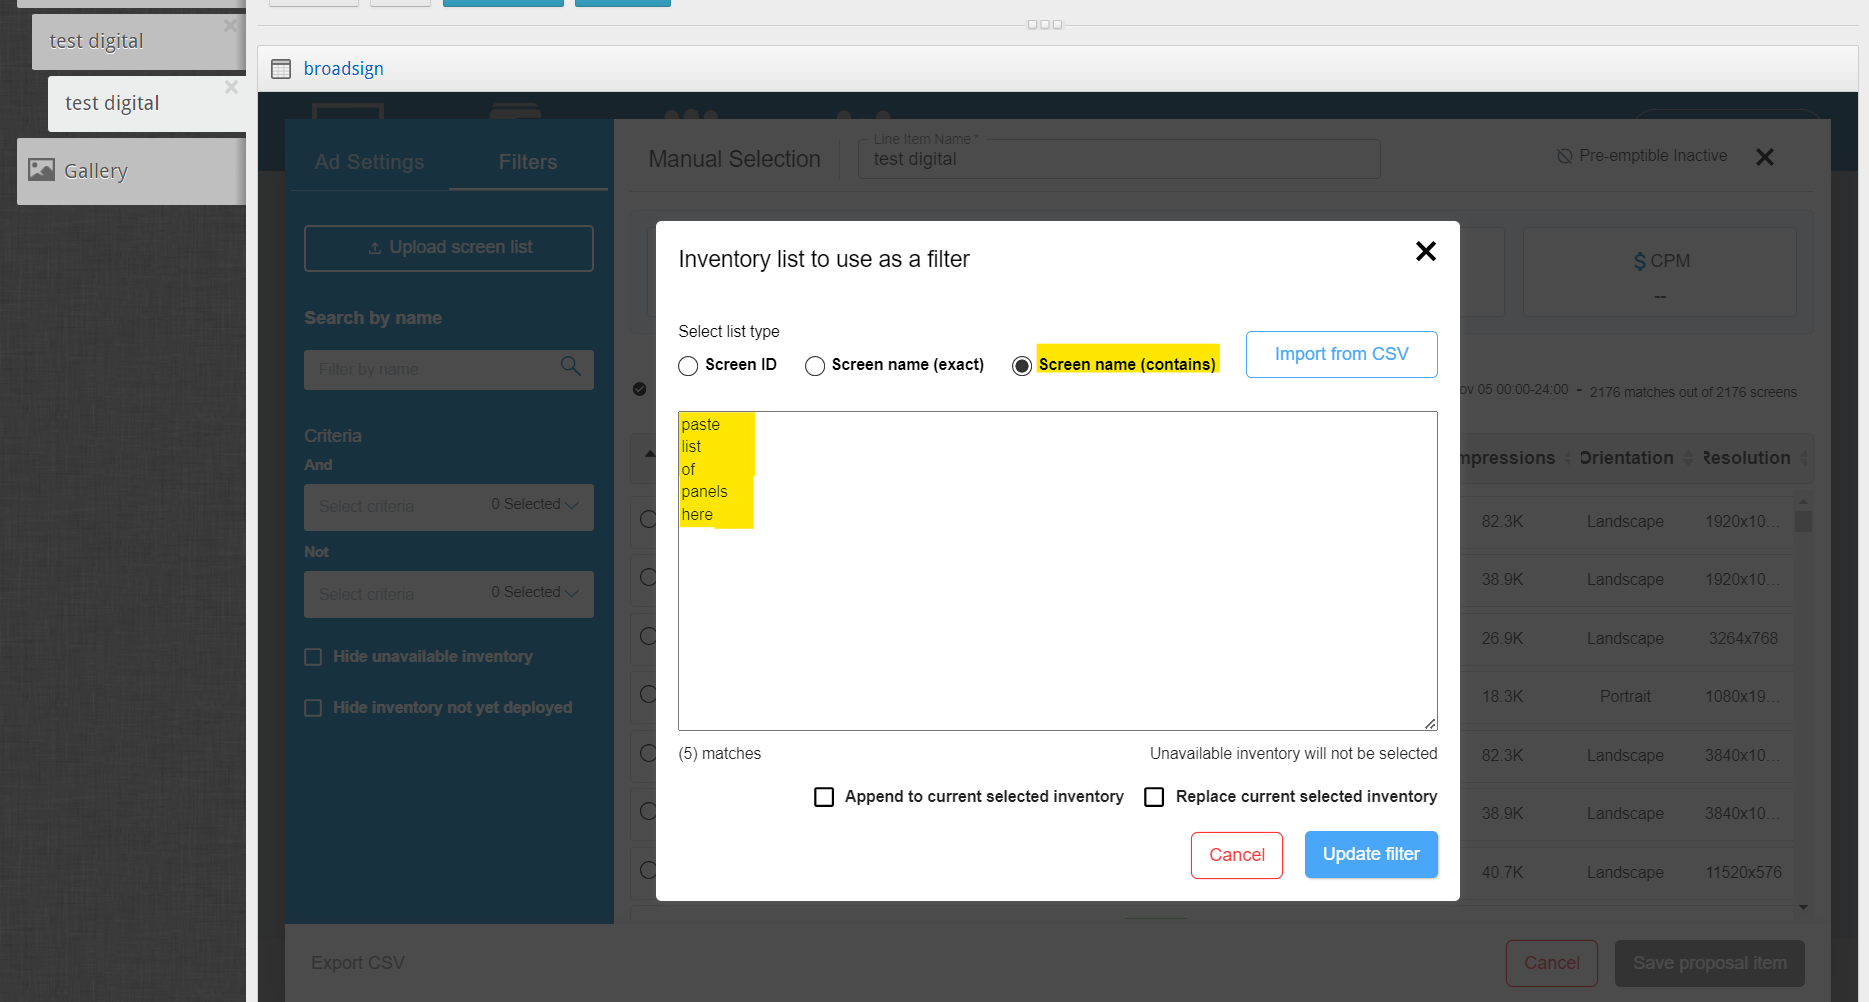 test digital
test digital
Gallery
broadsign
Ad Settings
Filters
Upload screen list
Search by name
Filter by name
Criteria
And
Select criteria
0 Selected
Not
Select criteria
0 Selected
Hide unavailable inventory
Hide inventory not yet deployed
Manual Selection
Line Item Name *
test digital
Pre-emptible Inactive
$ CPM
--
ov 05 00:00-24:00 - 2176 matches out of 2176 screens
mpressions
Orientation
Resolution
82.3K Landscape 1920x10...
38.9K Landscape 1920x10...
26.9K Landscape 3264x768
18.3K Portrait 1080x19...
82.3K Landscape 3840x10...
38.9K Landscape 3840x10...
40.7K Landscape 11520x576
Inventory list to use as a filter
Select list type
Screen ID
Screen name (exact)
Screen name (contains)
Import from CSV
paste
list
of
panels
here
(5) matches
Unavailable inventory will not be selected
Append to current selected inventory
Replace current selected inventory
Cancel
Update filter
Export CSV
Cancel
Save proposal item